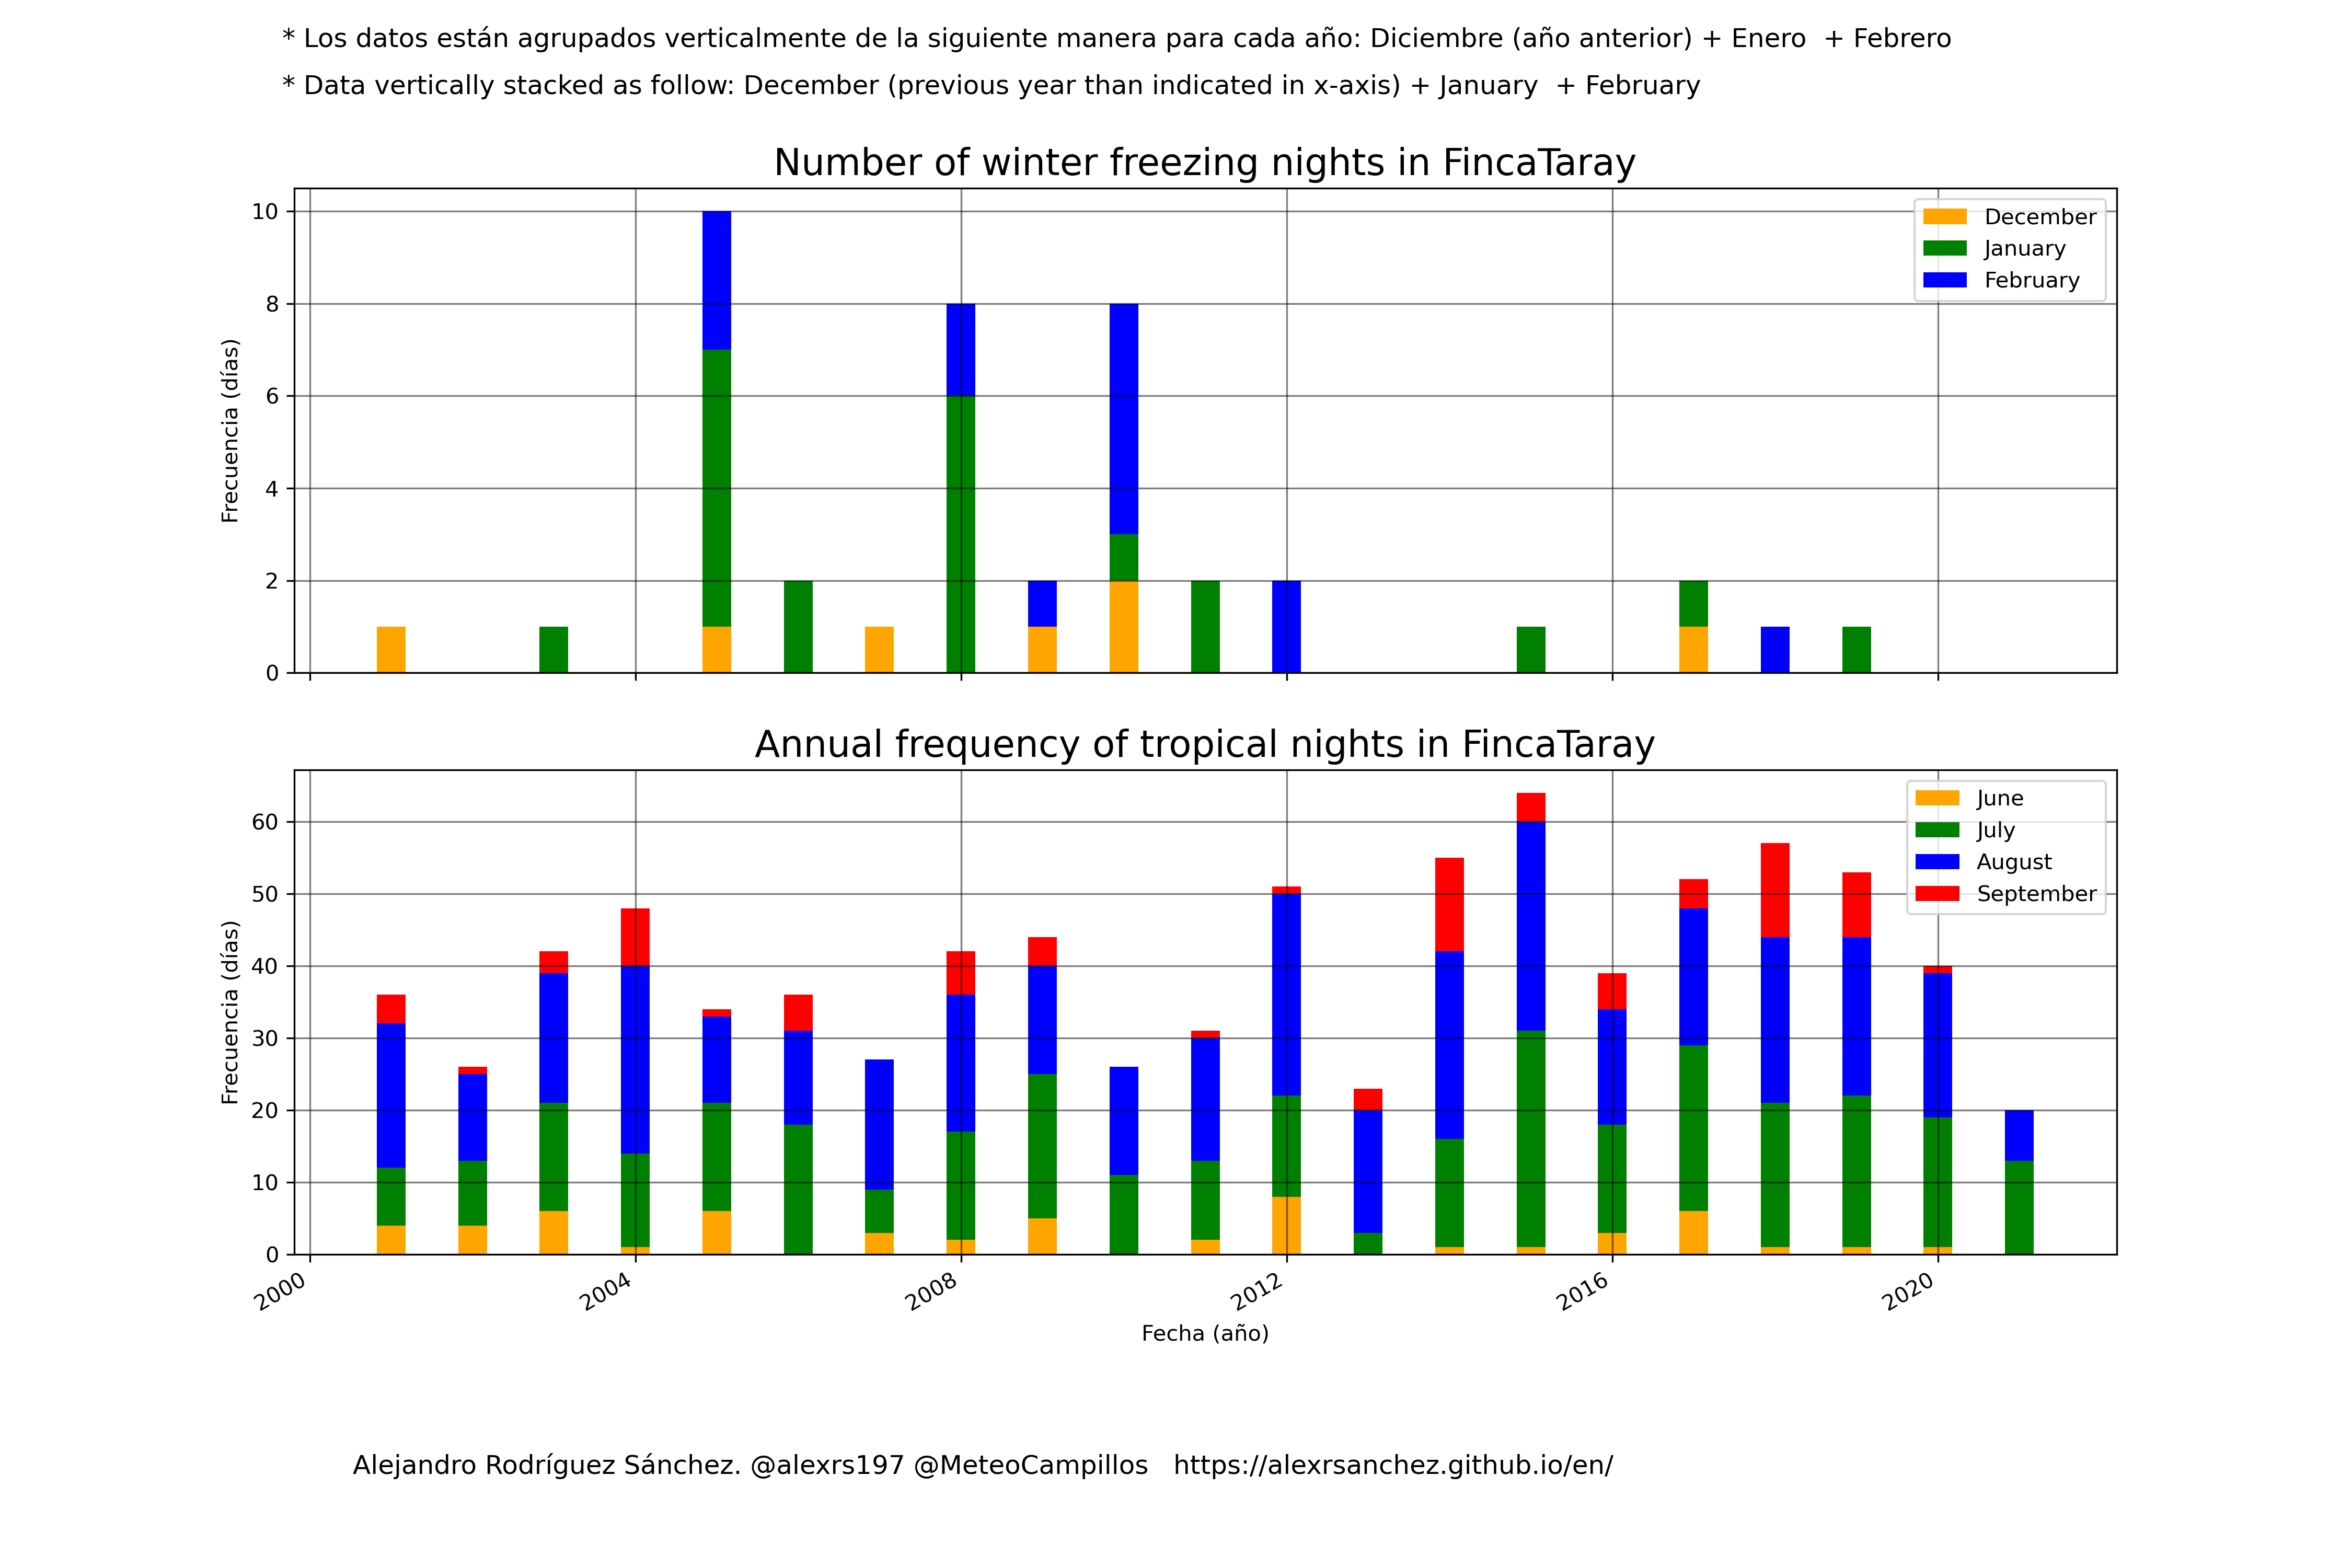 * Los datos están agrupados verticalmente de la siguiente manera para cada año: Diciembre (año anterior) + Enero  + Febrero
* Data vertically stacked as follow: December (previous year than indicated in x-axis) + January  + February
Number of winter freezing nights in FincaTaray
Frecuencia (días)
10
8
6
4
2
0
December
January
February
Annual frequency of tropical nights in FincaTaray
Frecuencia (días)
60
50
40
30
20
10
0
June
July
August
September
2000
2004
2008
2012
2016
2020
Fecha (año)
Alejandro Rodríguez Sánchez. @alexrs197 @MeteoCampillos   https://alexrsanchez.github.io/en/